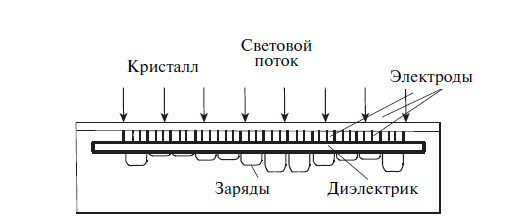 Световой
поток
Кристалл
Электроды
Заряды
Диэлектрик